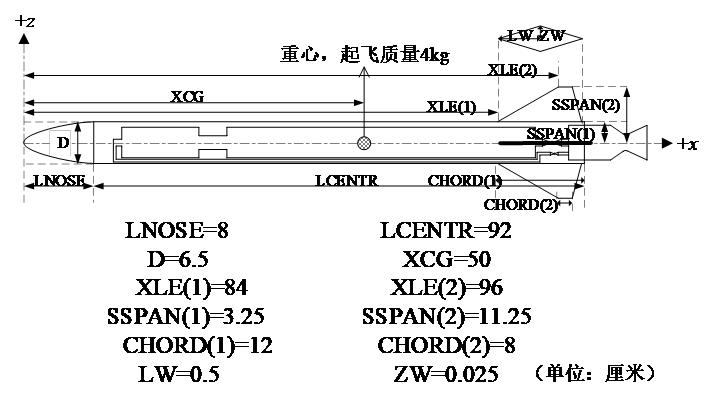 +z
LW ZW
重心，起飞质量4kg
XLE(2)
XCG
SSPAN(2)
XLE(1)
D
SSPAN(1)
+x
LNOSE
LCENTR
CHORD(1)
CHORD(2)
LNOSE=8 LCENTR=92
D=6.5 XCG=50
XLE(1)=84 XLE(2)=96
SSPAN(1)=3.25 SSPAN(2)=11.25
CHORD(1)=12 CHORD(2)=8
LW=0.5 ZW=0.025 （单位：厘米）